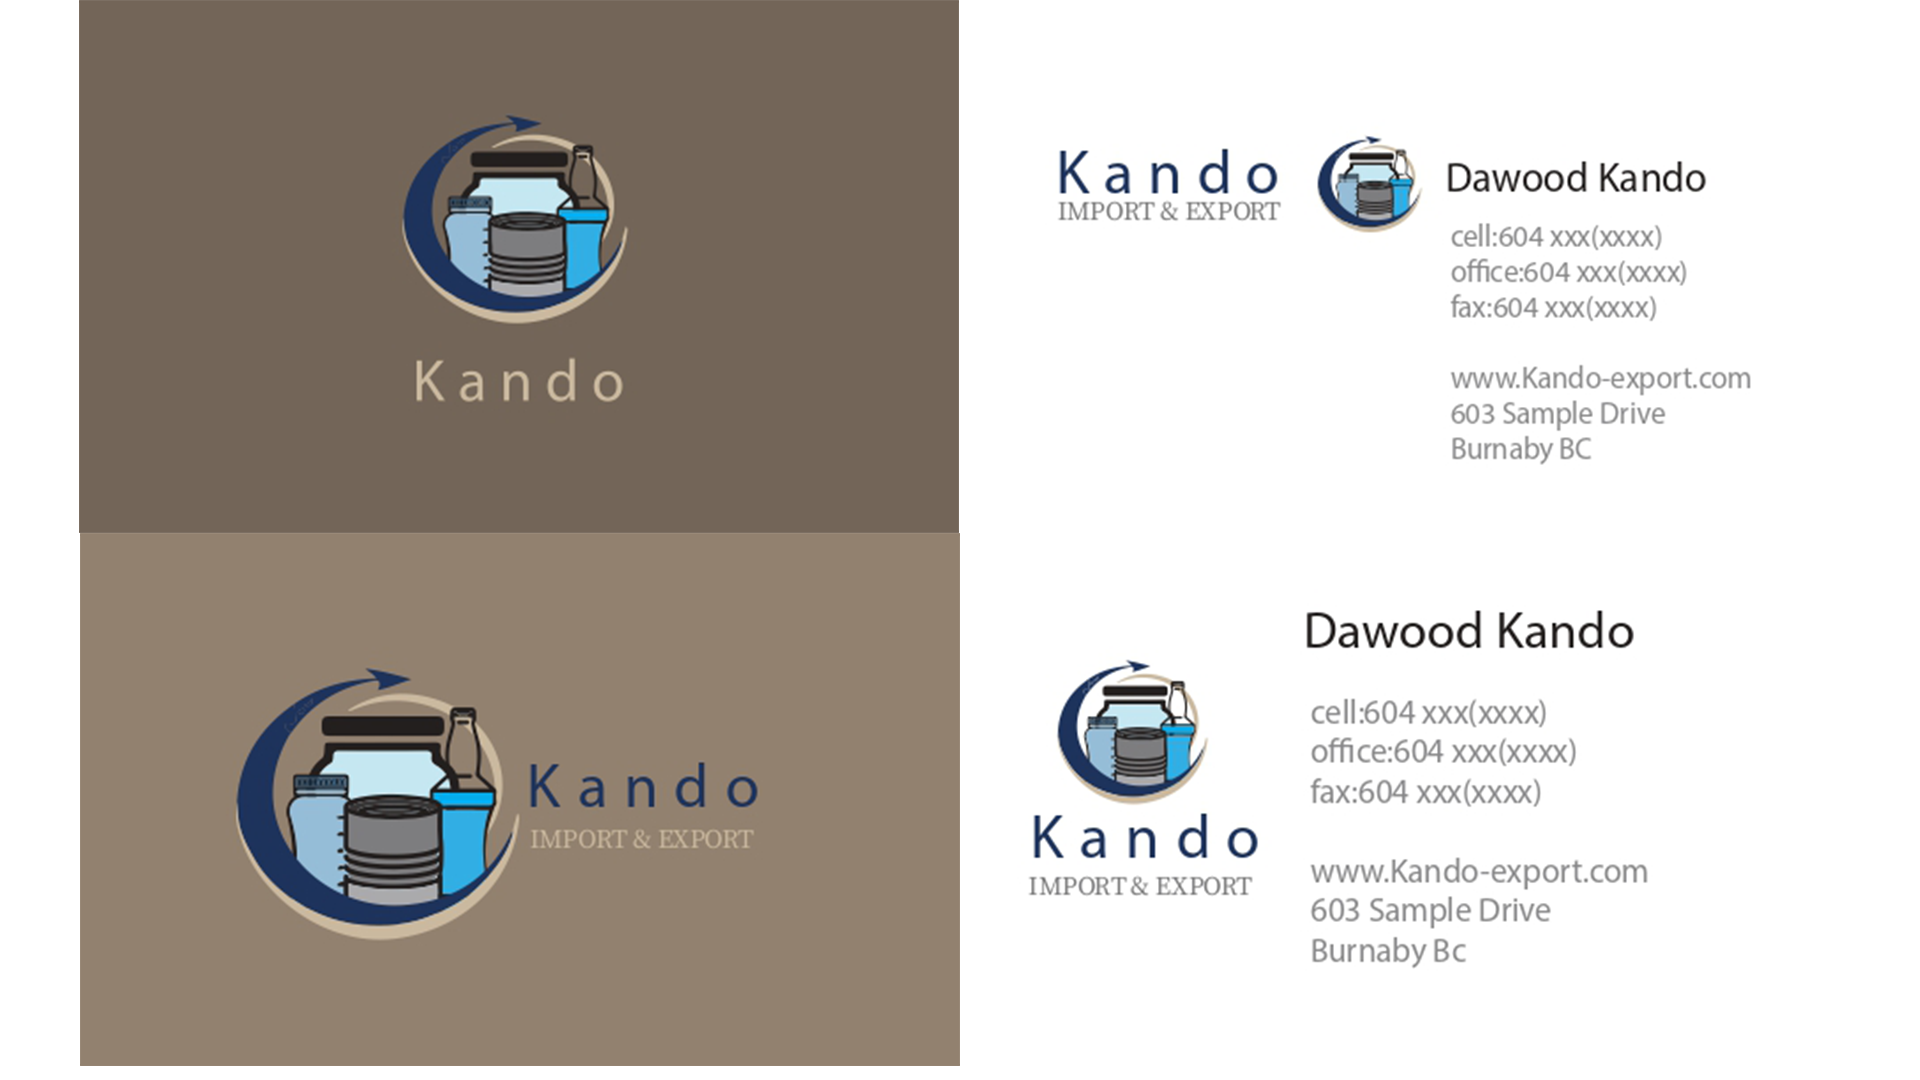 Kando
Kando
IMPORT & EXPORT
Dawood Kando
cell:604 xxx(xxxx)
office:604 xxx(xxxx)
fax:604 xxx(xxxx)
www.Kando-export.com
603 Sample Drive
Burnaby BC
Kando
IMPORT & EXPORT
Kando
IMPORT & EXPORT
Dawood Kando
cell:604 xxx(xxxx)
office:604 xxx(xxxx)
fax:604 xxx(xxxx)
www.Kando-export.com
603 Sample Drive
Burnaby Bc